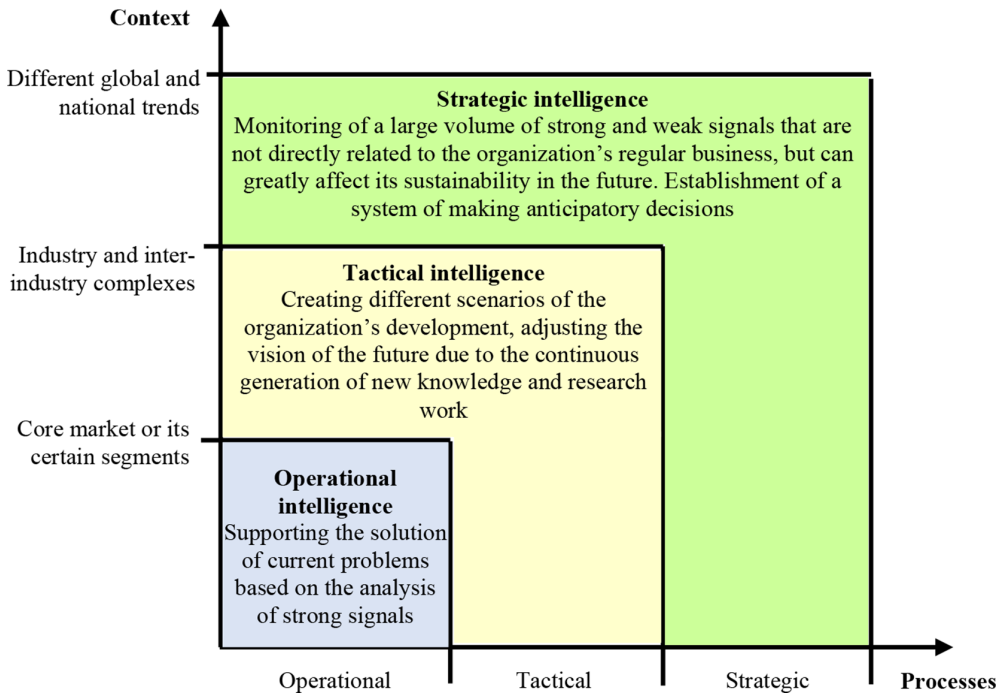 Context
Different global and
national trends
Strategic intelligence
Monitoring of a large volume of strong and weak signals that are
not directly related to the organization’s regular business, but can
greatly affect its sustainability in the future. Establishment of a
system of making anticipatory decisions
Industry and inter-
industry complexes
Tactical intelligence
Creating different scenarios of the
organization’s development, adjusting the
vision of the future due to the continuous
generation of new knowledge and research
work
Core market or its
certain segments
Operational
intelligence
Supporting the solution
of current problems
based on the analysis
of strong signals
Operational
Tactical
Strategic
Processes